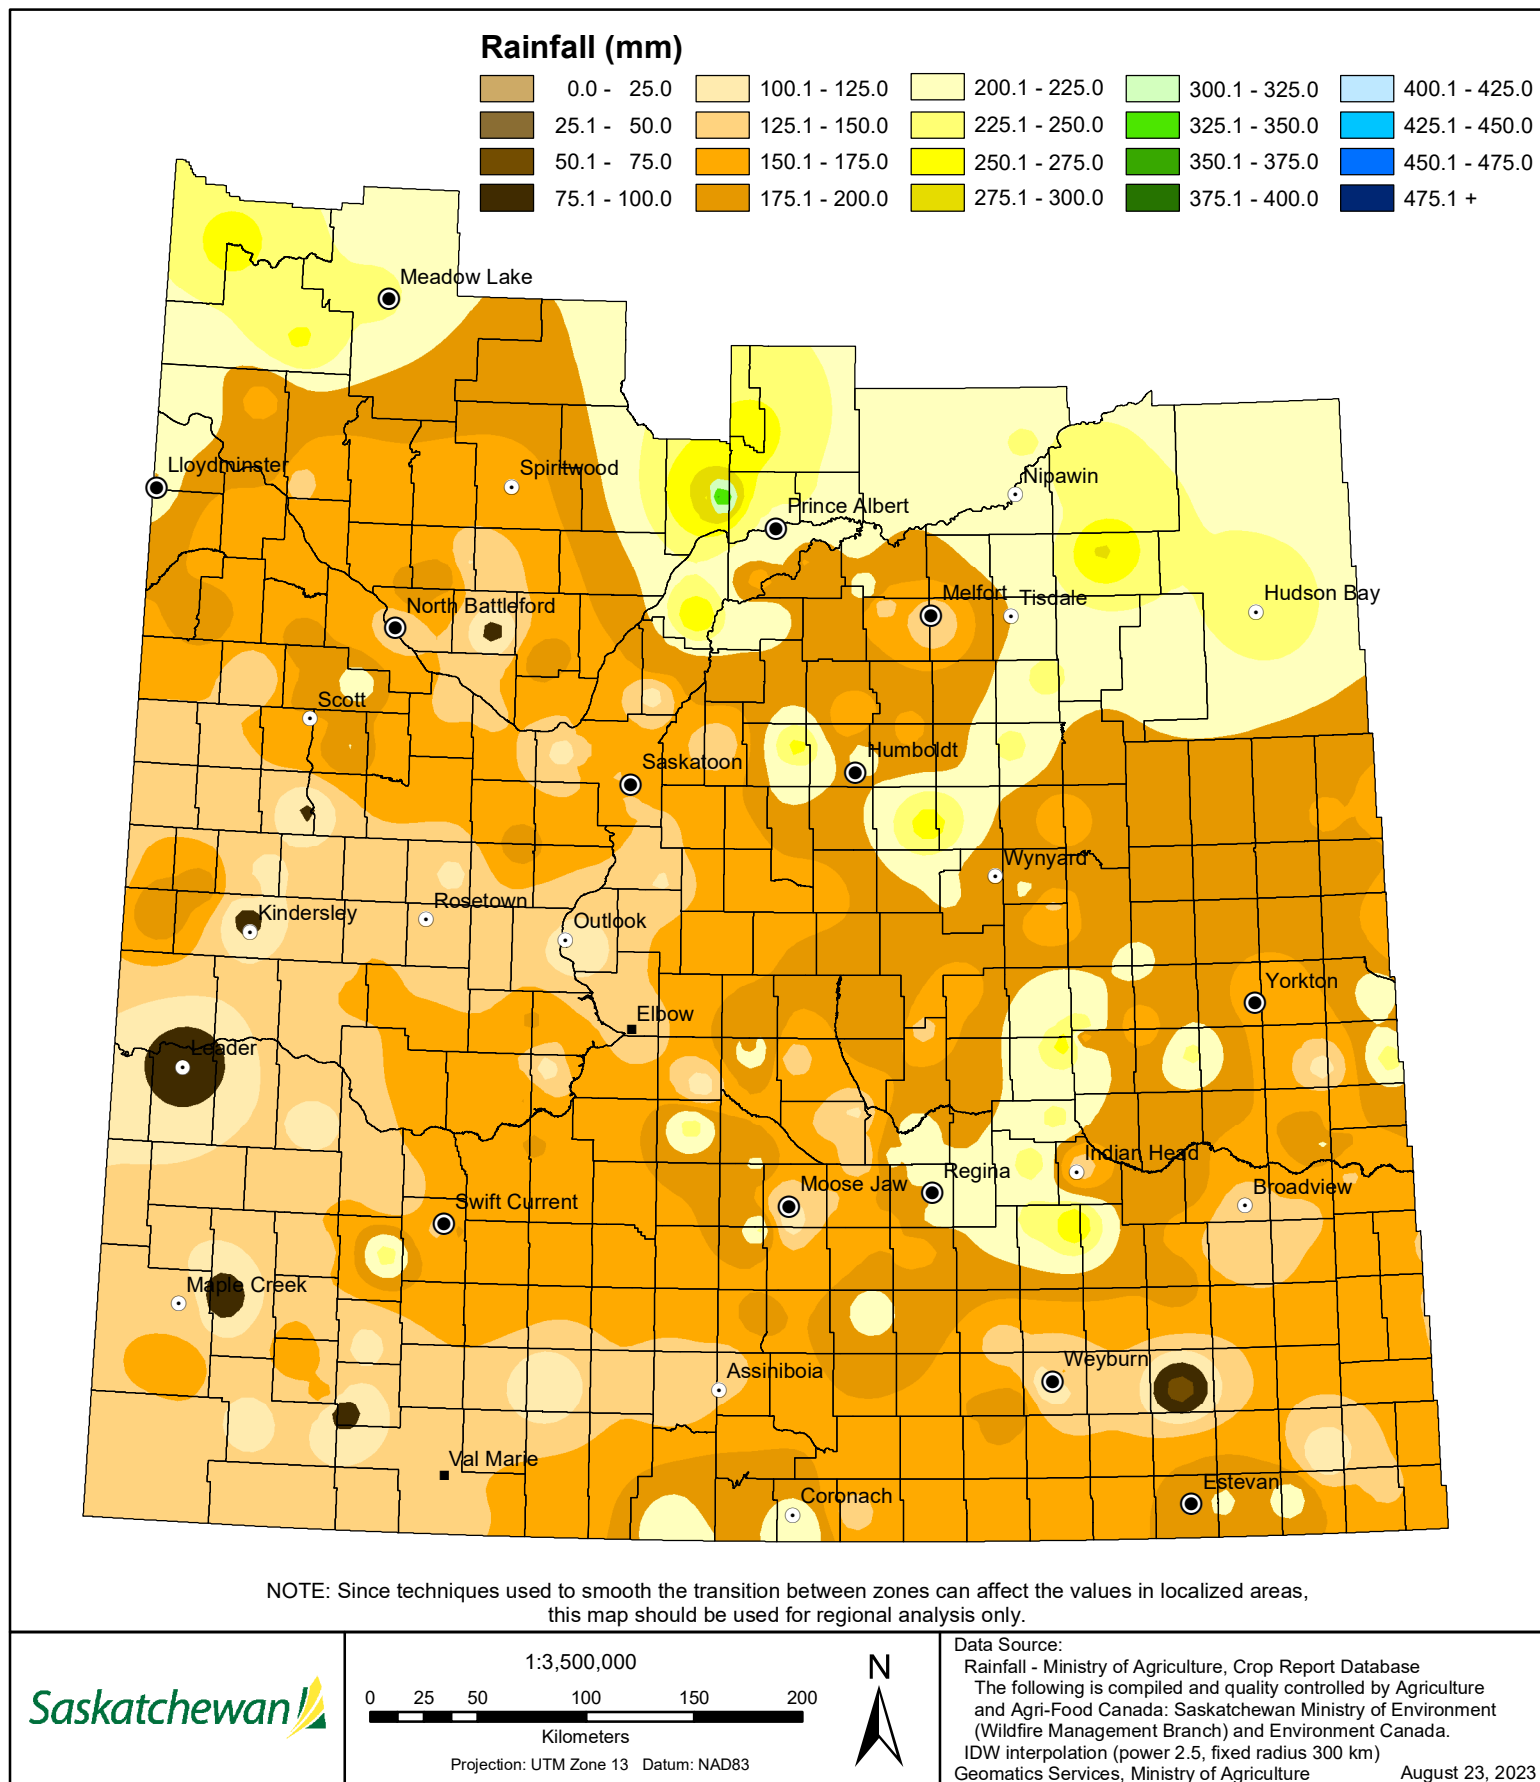 Rainfall (mm)
0.0 - 25.0
25.1 - 50.0
50.1 - 75.0
75.1 - 100.0
100.1 - 125.0
125.1 - 150.0
150.1 - 175.0
175.1 - 200.0
200.1 - 225.0
225.1 - 250.0
250.1 - 275.0
275.1 - 300.0
300.1 - 325.0
325.1 - 350.0
350.1 - 375.0
375.1 - 400.0
400.1 - 425.0
425.1 - 450.0
450.1 - 475.0
475.1 +
Meadow Lake
Lloydminster
Spiritwood
Nipawin
Prince Albert
Hudson Bay
Melfort
Tisdale
North Battleford
Scott
Humboldt
Saskatoon
Wynyard
Rosetown
Kindersley
Outlook
Yorkton
Elbow
Leader
Indian Head
Regina
Moose Jaw
Broadview
Swift Current
Maple Creek
Weyburn
Assiniboia
Val Marie
Estevan
Coronach
NOTE: Since techniques used to smooth the transition between zones can affect the values in localized areas,
this map should be used for regional analysis only.
Saskatchewan
1:3,500,000
0 25 50 100 150 200
Kilometers
Projection: UTM Zone 13 Datum: NAD83
N
Data Source:
Rainfall - Ministry of Agriculture, Crop Report Database
The following is compiled and quality controlled by Agriculture
and Agri-Food Canada: Saskatchewan Ministry of Environment
(Wildfire Management Branch) and Environment Canada.
IDW interpolation (power 2.5, fixed radius 300 km)
Geomatics Services, Ministry of Agriculture August 23, 2023